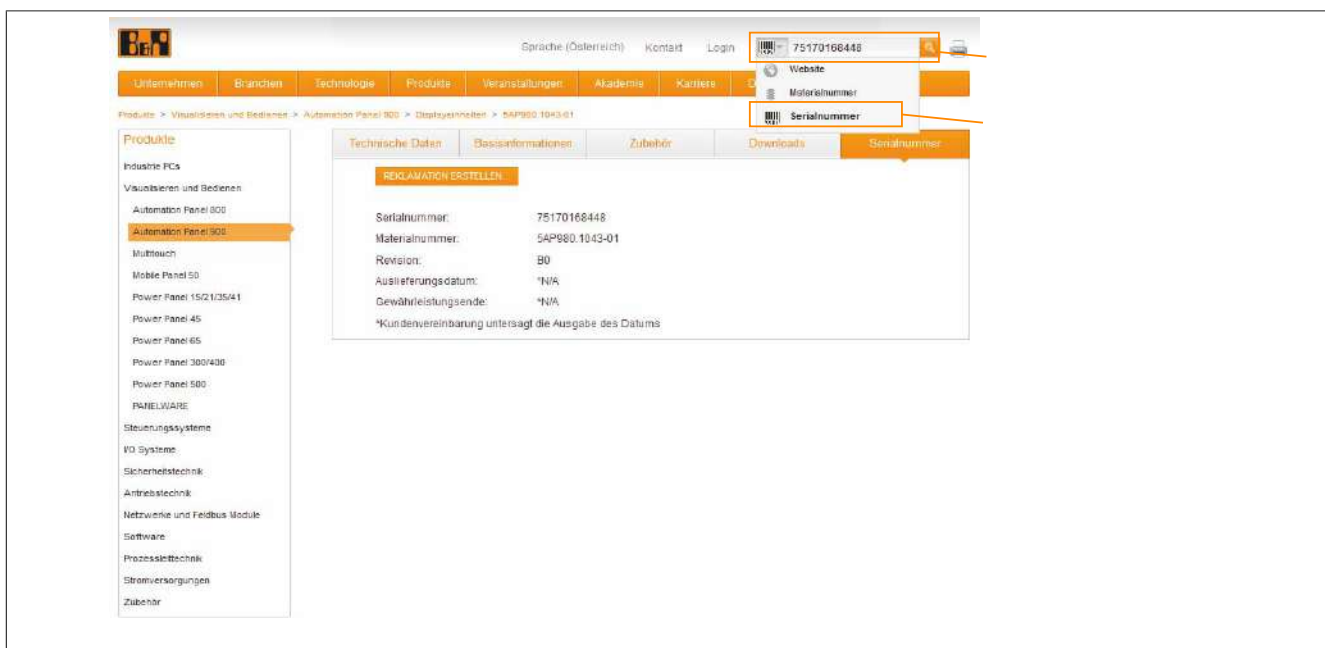 B&R
Sprache (Österreich) Kontakt Login 75170168448
Website
Materialnummer
Serialnummer
Unternehmen Branchen Technologie Produkte Veranstaltungen Akademie Karriere D
Produkte > Visualisieren und Bedienen > Automation Panel 900 > Displayeinheiten > 5AP980.1043-01
Produkte
Industrie PCs
Visualisieren und Bedienen
Automation Panel 800
Automation Panel 900
Multitouch
Mobile Panel 50
Power Panel 15/21/35/41
Power Panel 45
Power Panel 65
Power Panel 300/400
Power Panel 500
PANELWARE
Steuerungssysteme
I/O Systeme
Sicherheitstechnik
Antriebstechnik
Netzwerke und Feldbus Module
Software
Prozessleittechnik
Stromversorgungen
Zubehör
Technische Daten Basisinformationen Zubehör Downloads Serialnummer
REKLAMATION ERSTELLEN...
Serialnummer: 75170168448
Materialnummer: 5AP980.1043-01
Revision: B0
Auslieferungsdatum: *N/A
Gewährleistungsende: *N/A
*Kundenvereinbarung untersagt die Ausgabe des Datums